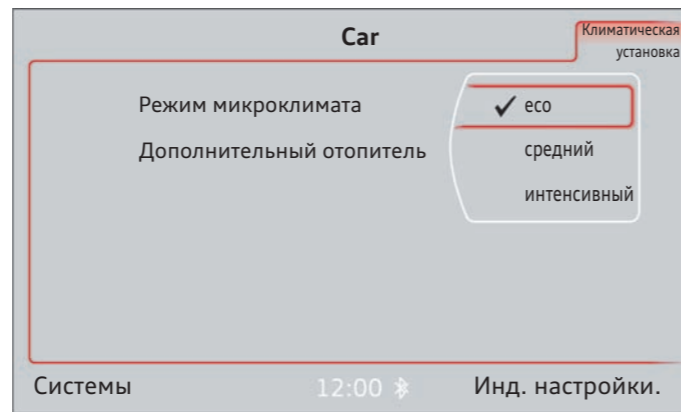 Car
Климатическая
установка
Режим микроклимата
✓ eco
Дополнительный отопитель
средний
интенсивный
Системы
12:00
Инд. настройки.